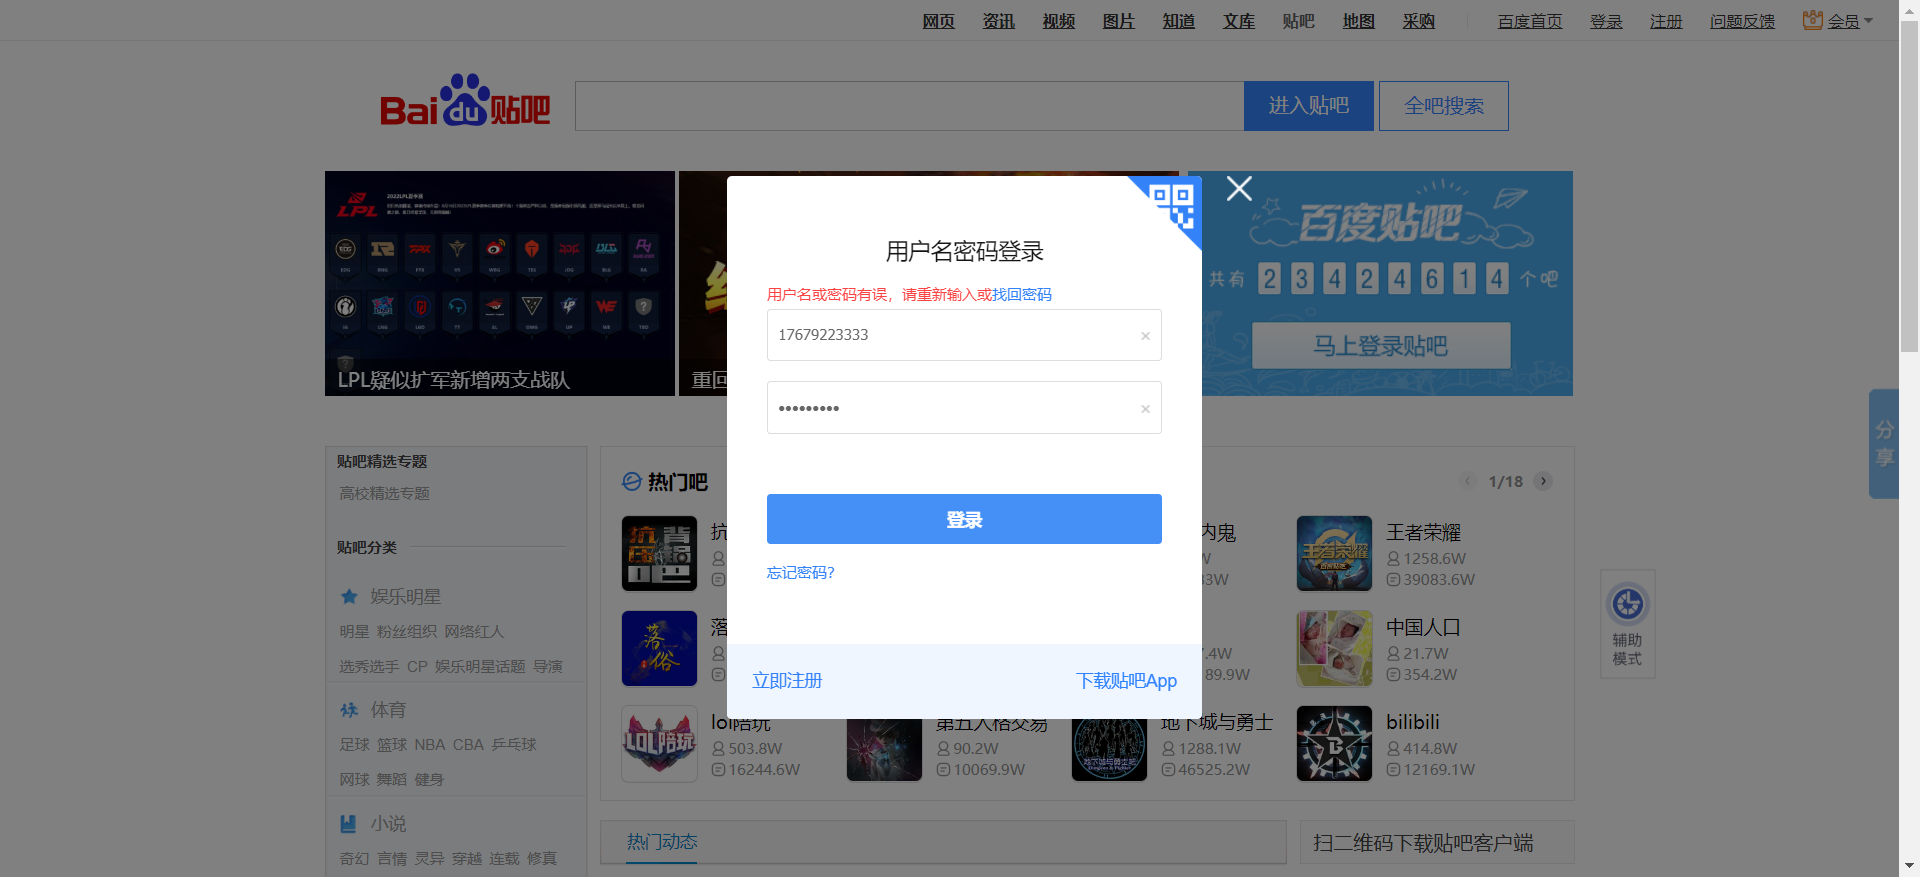 网页 资讯 视频 图片 知道 文库 贴吧 地图 采购 百度首页 登录 注册 问题反馈 会员
Baidu贴吧
进入贴吧 全吧搜索
LPL
LPL疑似扩军新增两支战队
重回
百度贴吧
共有 2 3 4 2 4 6 1 4 个吧
马上登录贴吧
用户名密码登录
用户名或密码有误，请重新输入或找回密码
17679223333
登录
忘记密码?
立即注册 下载贴吧App
分享
辅助
模式
贴吧精选专题
高校精选专题
贴吧分类
娱乐明星
明星 粉丝组织 网络红人
选秀选手 CP 娱乐明星话题 导演
体育
足球 篮球 NBA CBA 乒乓球
网球 舞蹈 健身
小说
奇幻 言情 灵异 穿越 连载 修真
热门吧
1/18
抗
内鬼
王者荣耀
1258.6W
39083.6W
落
中国人口
21.7W
354.2W
89.9W
lol陪玩
503.8W
16244.6W
第五人格交易
90.2W
10069.9W
地下城与勇士
1288.1W
46525.2W
bilibili
414.8W
12169.1W
热门动态
扫二维码下载贴吧客户端